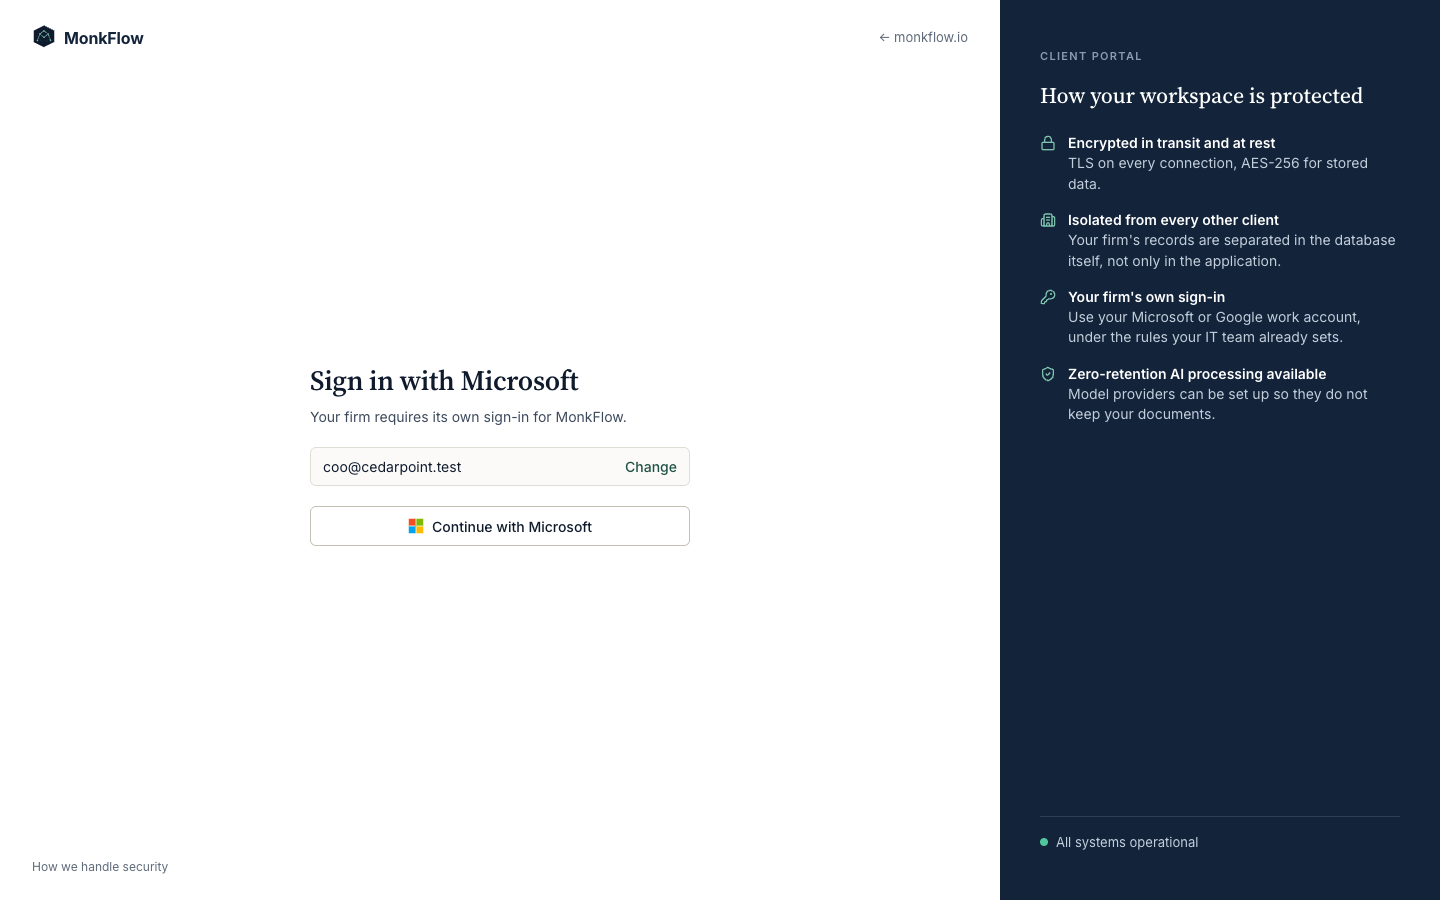 MonkFlow
← monkflow.io
Sign in with Microsoft
Your firm requires its own sign-in for MonkFlow.
coo@cedarpoint.test
Change
Continue with Microsoft
How we handle security
CLIENT PORTAL
How your workspace is protected
Encrypted in transit and at rest
TLS on every connection, AES-256 for stored
data.
Isolated from every other client
Your firm's records are separated in the database
itself, not only in the application.
Your firm's own sign-in
Use your Microsoft or Google work account,
under the rules your IT team already sets.
Zero-retention AI processing available
Model providers can be set up so they do not
keep your documents.
All systems operational